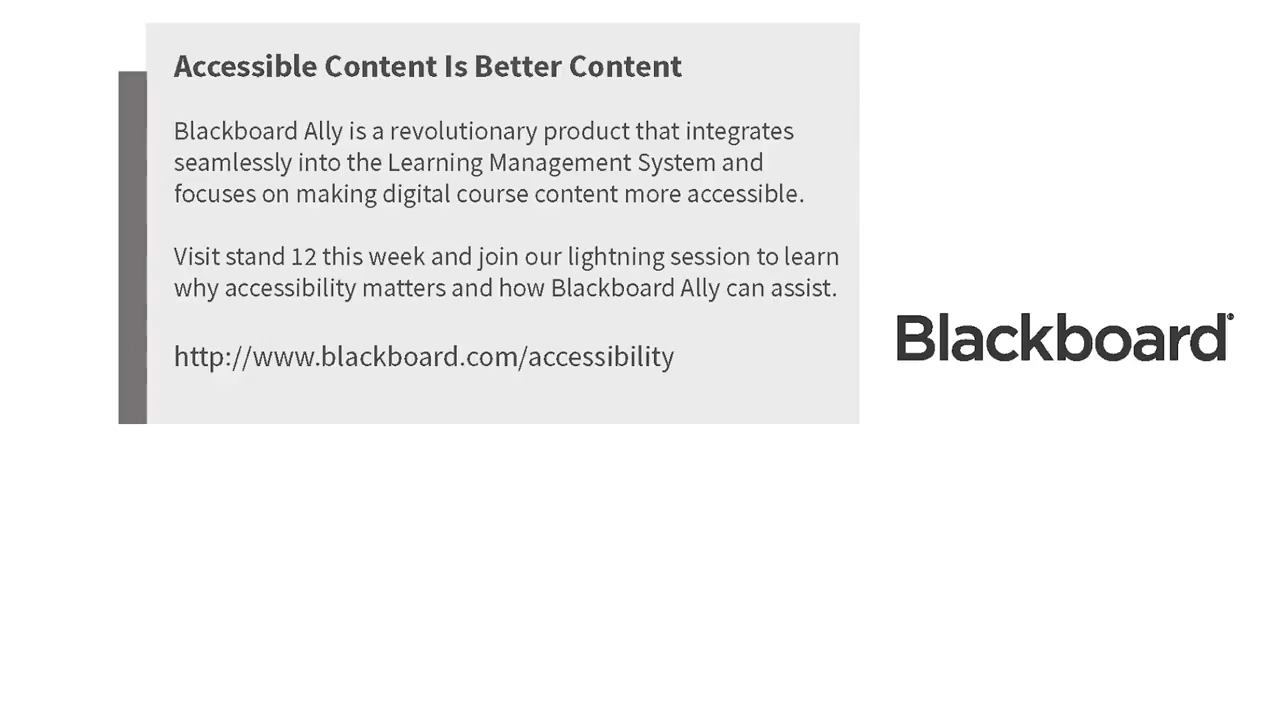 Accessible Content Is Better Content
Blackboard Ally is a revolutionary product that integrates
seamlessly into the Learning Management System and
focuses on making digital course content more accessible.
Visit stand 12 this week and join our lightning session to learn
why accessibility matters and how Blackboard Ally can assist.
http://www.blackboard.com/accessibility
Blackboard®